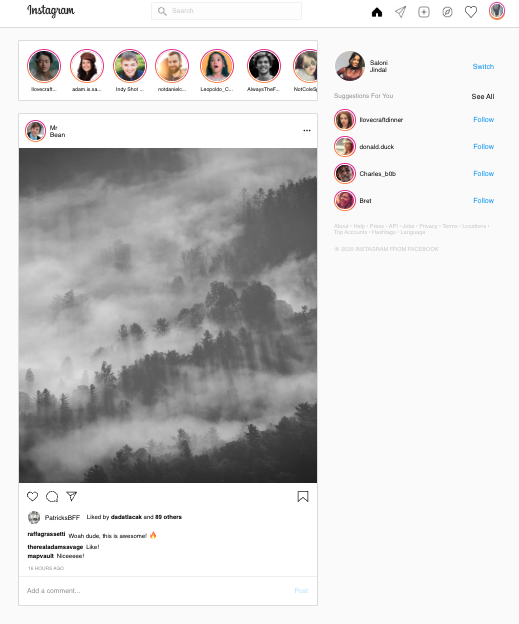 Instagram
Search
Ilovecraft...
adam.is.sa...
Indy Shot ...
notdanielc...
Leopoldo_C...
AlwaysTheF...
NotColeSp
Mr
Bean
...
Liked by dadatlacak and 89 others
PatricksBFF
raffagrassetti Woah dude, this is awesome! 🔥
therealadamsavage Like!
mapvault Niceeeee!
16 HOURS AGO
Add a comment...
Post
Saloni
Jindal
Switch
Suggestions For You
See All
Ilovecraftdinner
Follow
donald.duck
Follow
Charles_b0b
Follow
Bret
Follow
About • Help • Press • API • Jobs • Privacy • Terms • Locations •
Top Accounts • Hashtags • Language
© 2020 INSTAGRAM FROM FACEBOOK